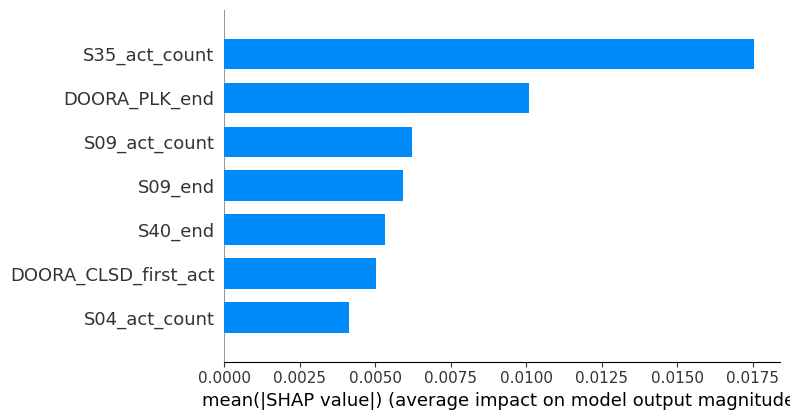 S35_act_count
DOORA_PLK_end
S09_act_count
S09_end
S40_end
DOORA_CLSD_first_act
S04_act_count
0.0000 0.0025 0.0050 0.0075 0.0100 0.0125 0.0150 0.0175
mean(|SHAP value|) (average impact on model output magnitude